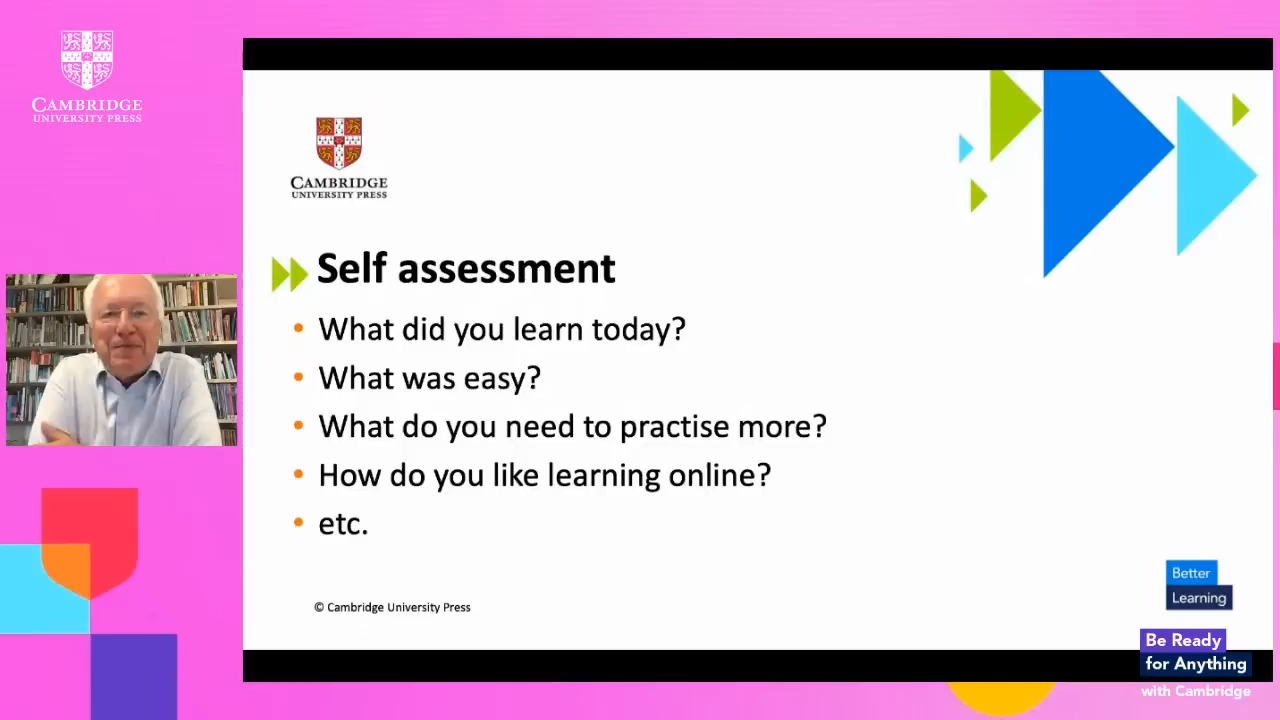 CAMBRIDGE
UNIVERSITY PRESS
CAMBRIDGE
UNIVERSITY PRESS
Self assessment
• What did you learn today?
• What was easy?
• What do you need to practise more?
• How do you like learning online?
• etc.
© Cambridge University Press
Better
Learning
Be Ready
for Anything
with Cambridge